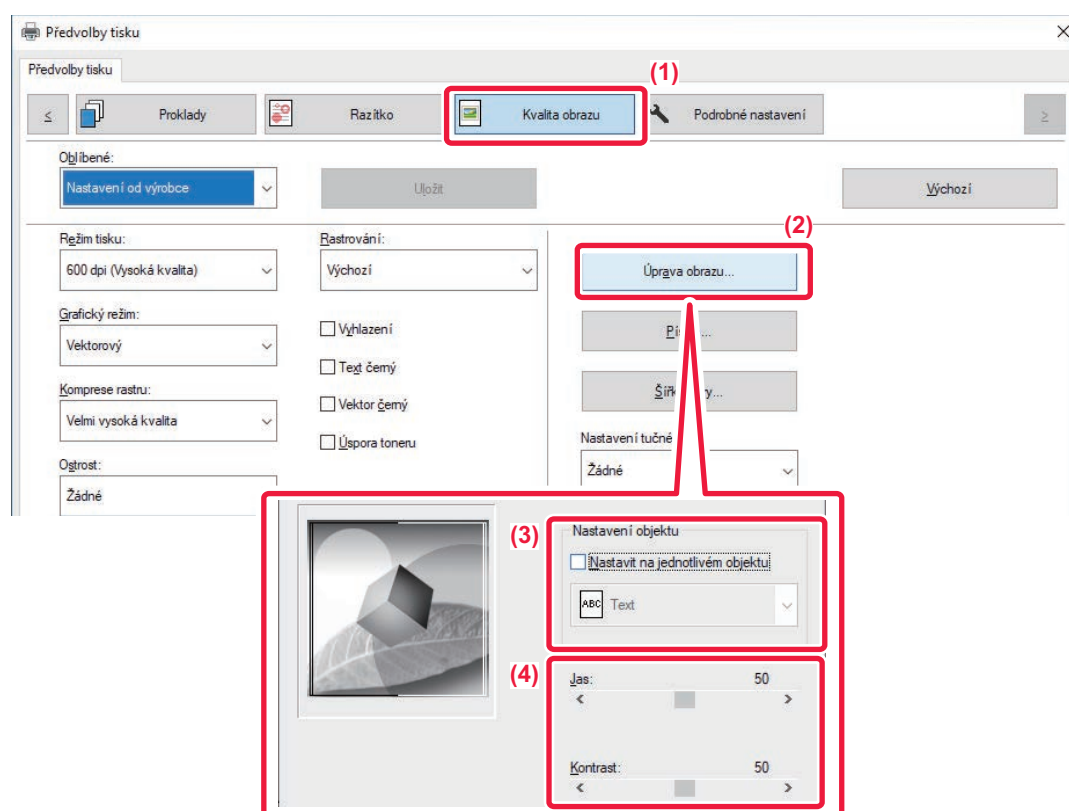 Předvolby tisku
Předvolby tisku
(1)
≤ Proklady Razítko Kvalita obrazu Podrobné nastavení ≥
Oblíbené:
Nastavení od výrobce Uložit Výchozí
(2)
Režim tisku: Rastrování:
600 dpi (Vysoká kvalita) Výchozí Úprava obrazu...
Grafický režim:
Vektorový Vyhlazení
Text černý
Komprese rastru:
Velmi vysoká kvalita Vektor černý
Úspora toneru Nastavení tučné
Ostrost:
Žádné Žádné
(3) Nastavení objektu
Nastavit na jednotlivém objektu
ABC Text
(4) Jas: 50
< >
Kontrast: 50
< >